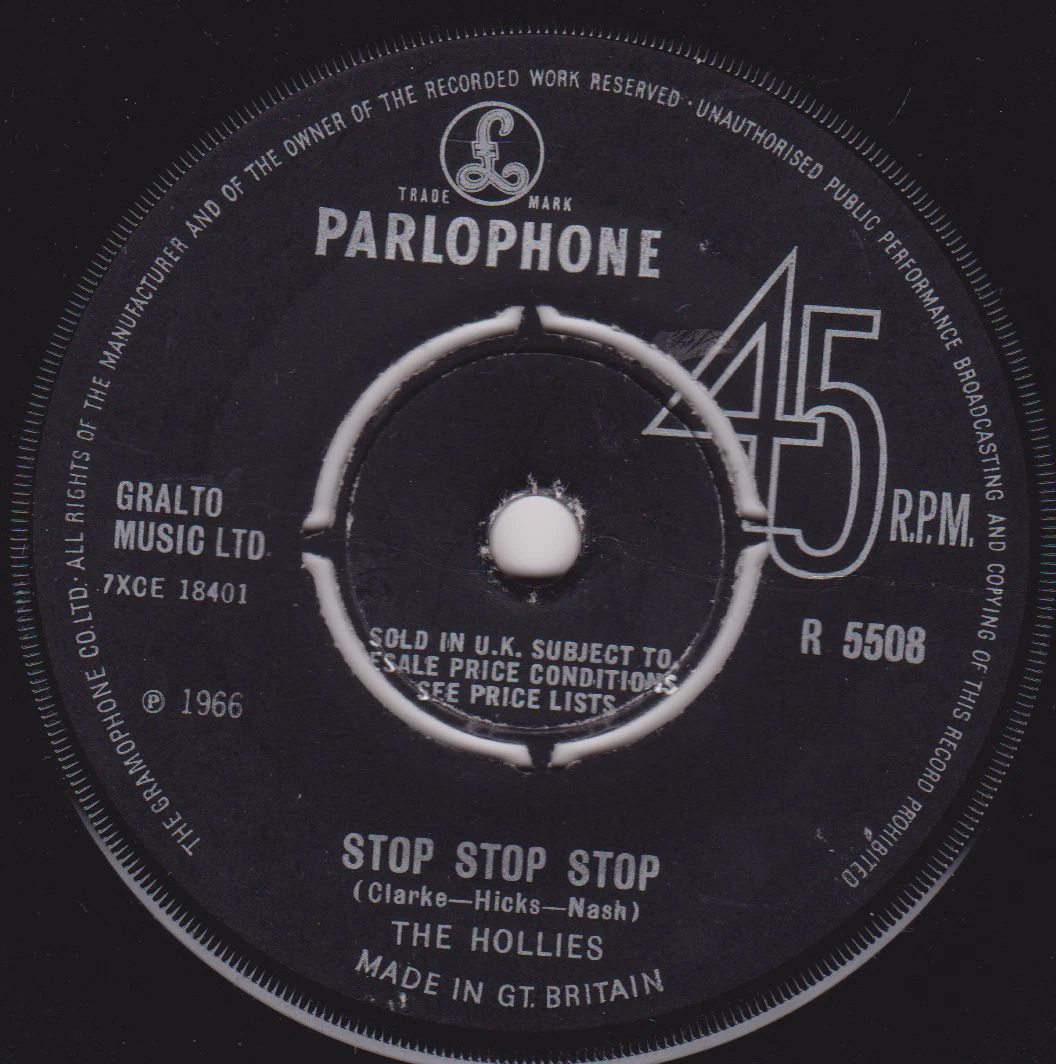 THE GRAMOPHONE CO. LTD. · ALL RIGHTS OF THE MANUFACTURER AND OF THE OWNER OF THE RECORDED WORK RESERVED · UNAUTHORISED PUBLIC PERFORMANCE BROADCASTING AND COPYING OF THIS RECORD PROHIBITED
£
TRADE MARK
PARLOPHONE
45 R.P.M.
GRALTO
MUSIC LTD.
7XCE 18401
R 5508
℗ 1966
SOLD IN U.K. SUBJECT TO
ESALE PRICE CONDITIONS
SEE PRICE LISTS
STOP STOP STOP
(Clarke—Hicks—Nash)
THE HOLLIES
MADE IN GT. BRITAIN